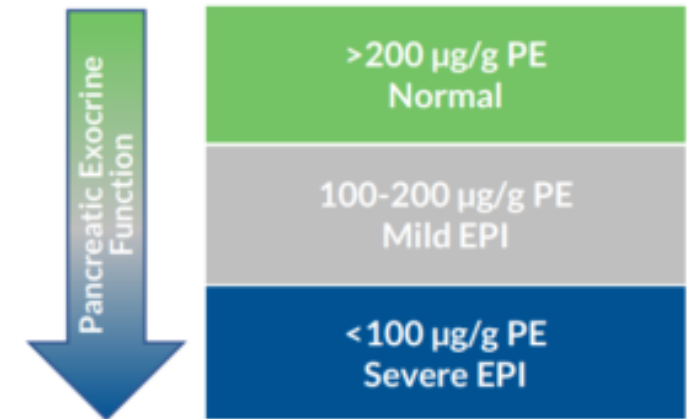 Pancreatic Exocrine
Function
>200 µg/g PE
Normal
100-200 µg/g PE
Mild EPI
<100 µg/g PE
Severe EPI